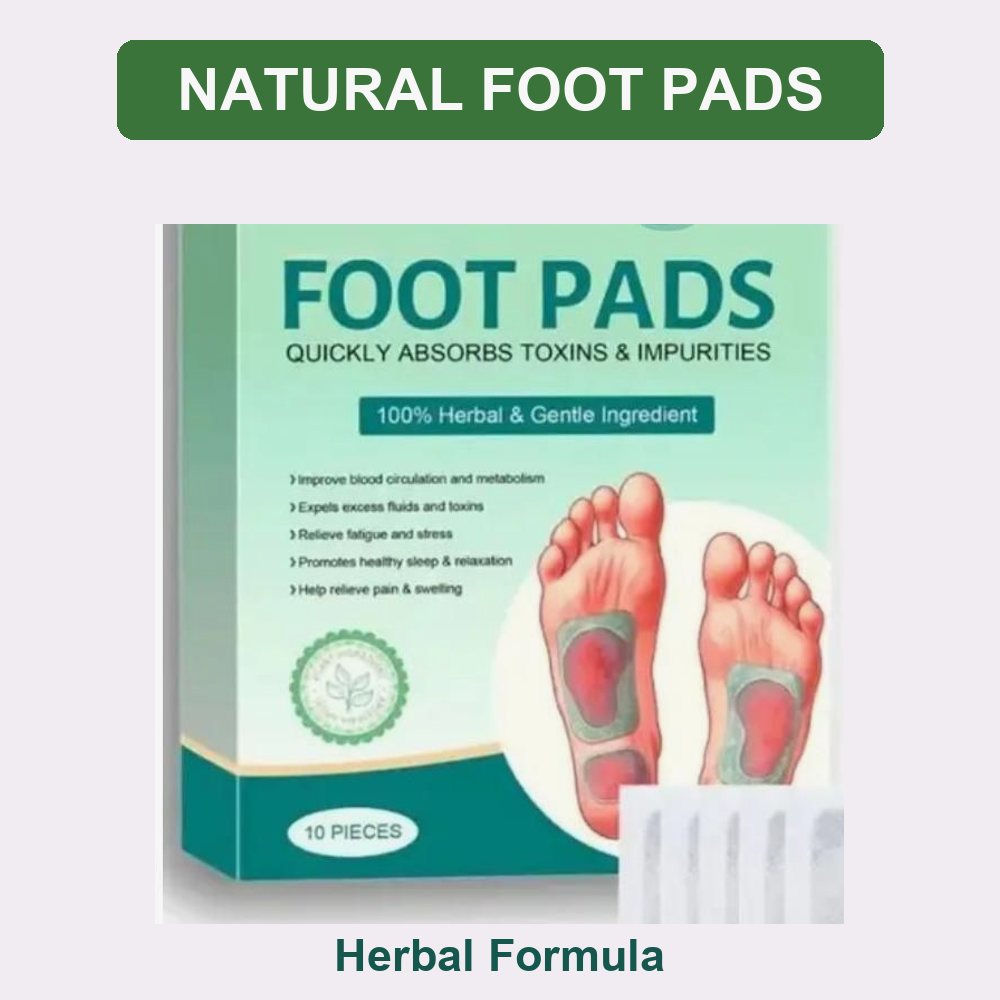 NATURAL FOOT PADS
FOOT PADS
QUICKLY ABSORBS TOXINS & IMPURITIES
100% Herbal & Gentle Ingredient
›Improve blood circulation and metabolism
›Expels excess fluids and toxins
›Relieve fatigue and stress
›Promotes healthy sleep & relaxation
›Help relieve pain & swelling
10 PIECES
Herbal Formula